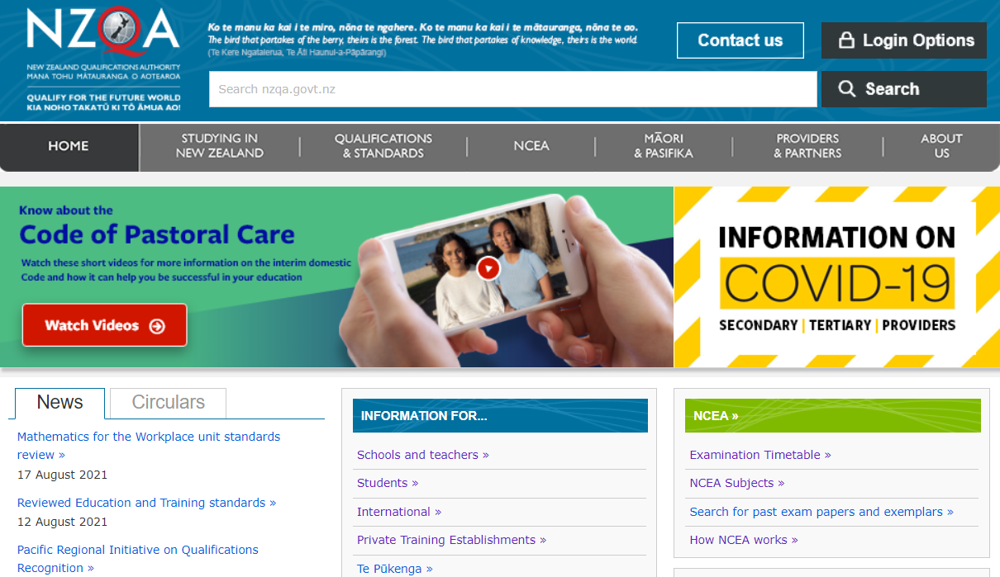 NZQA
NEW ZEALAND QUALIFICATIONS AUTHORITY
MANA TOHU MĀTAURANGA O AOTEAROA
QUALIFY FOR THE FUTURE WORLD
KIA NOHO TAKATŪ KI TŌ ĀMUA AO!
Ko te manu ka kai i te miro, nōna te ngahere. Ko te manu ka kai i te mātauranga, nōna te ao.
The bird that partakes of the berry, theirs is the forest. The bird that partakes of knowledge, theirs is the world.
(Te Kere Ngataierua, Te Āti Haunui-a-Pāpārangi)
Contact us
Login Options
Search nzqa.govt.nz
Search
HOME
STUDYING IN
NEW ZEALAND
QUALIFICATIONS
& STANDARDS
NCEA
MĀORI
& PASIFIKA
PROVIDERS
& PARTNERS
ABOUT
US
Know about the
Code of Pastoral Care
Watch these short videos for more information on the interim domestic
Code and how it can help you be successful in your education
Watch Videos
INFORMATION ON
COVID-19
SECONDARY | TERTIARY | PROVIDERS
News
Circulars
Mathematics for the Workplace unit standards
review »
17 August 2021
Reviewed Education and Training standards »
12 August 2021
Pacific Regional Initiative on Qualifications
Recognition »
INFORMATION FOR...
Schools and teachers »
Students »
International »
Private Training Establishments »
Te Pūkenga »
NCEA »
Examination Timetable »
NCEA Subjects »
Search for past exam papers and exemplars »
How NCEA works »